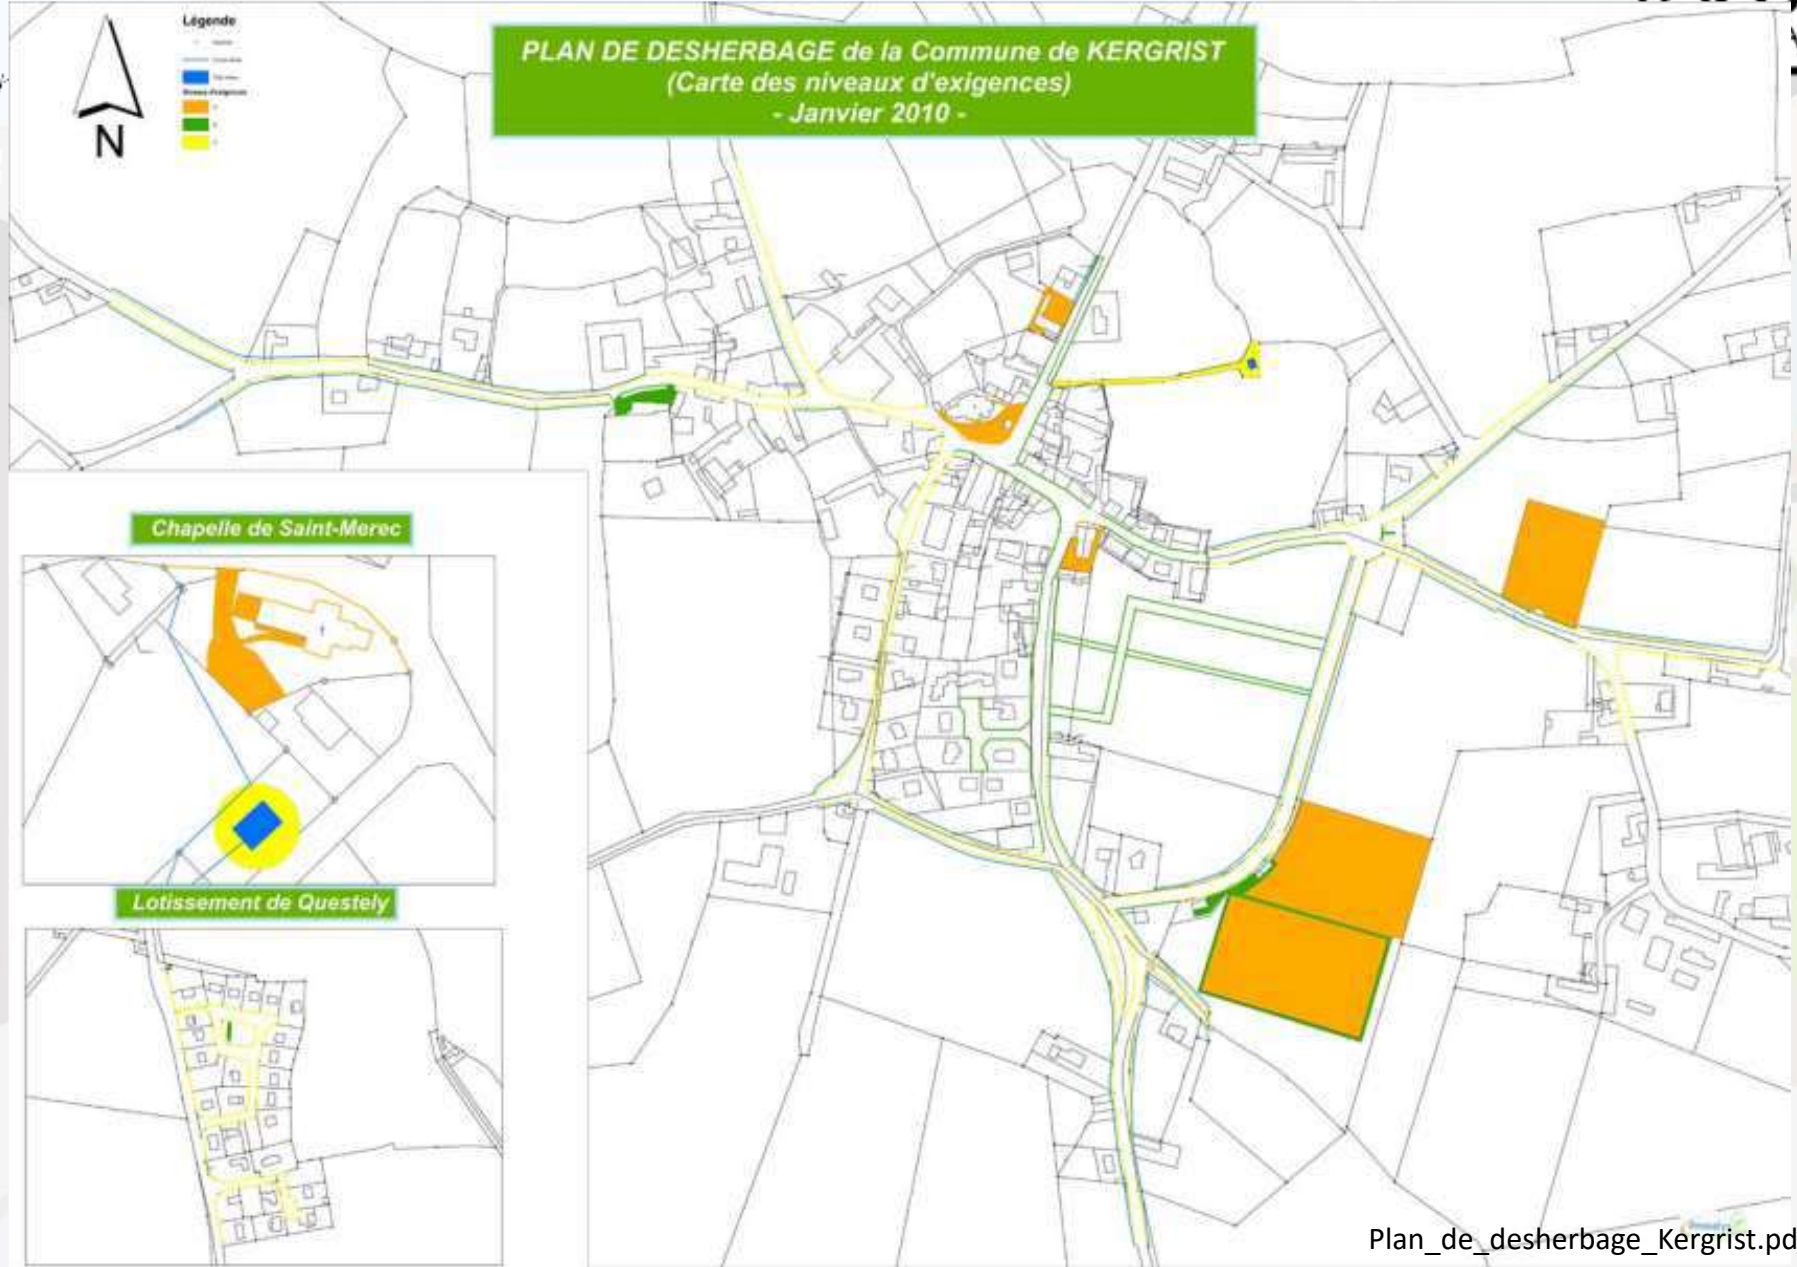 Légende
N
PLAN DE DESHERBAGE de la Commune de KERGRIST
(Carte des niveaux d'exigences)
- Janvier 2010 -
Chapelle de Saint-Merec
Lotissement de Questely
Plan_de_desherbage_Kergrist.pd